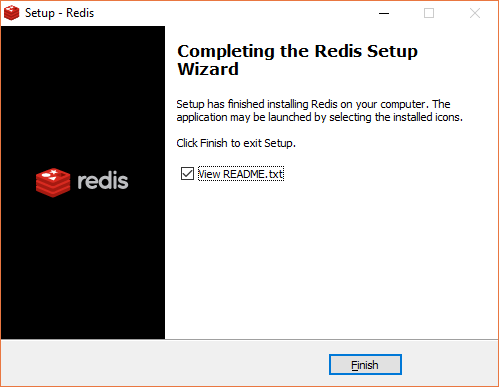 Setup - Redis
Completing the Redis Setup
Wizard
Setup has finished installing Redis on your computer. The
application may be launched by selecting the installed icons.
Click Finish to exit Setup.
redis
View README.txt
Finish